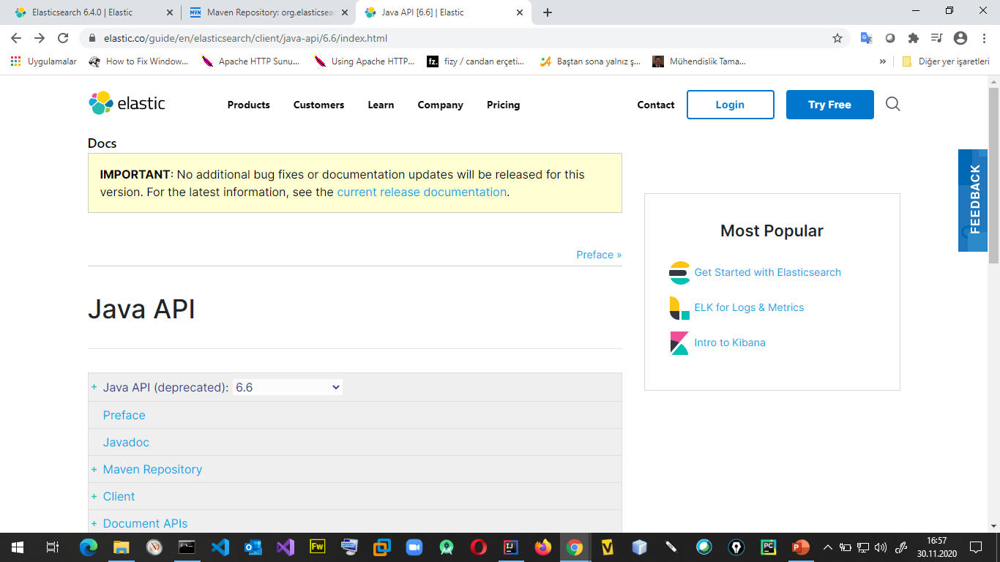 Elasticsearch 6.4.0 | Elastic
Maven Repository: org.elasticsea
Java API [6.6] | Elastic
elastic.co/guide/en/elasticsearch/client/java-api/6.6/index.html
Uygulamalar
How to Fix Window...
Apache HTTP Sunu...
Using Apache HTTP...
fz.
fizy / candan erçeti...
Baştan sona yalnız ş...
Mühendislik Tama...
»
Diğer yer işaretleri
elastic
Products
Customers
Learn
Company
Pricing
Contact
Login
Try Free
Docs
IMPORTANT: No additional bug fixes or documentation updates will be released for this
version. For the latest information, see the current release documentation.
FEEDBACK
Preface »
Java API
Most Popular
Get Started with Elasticsearch
ELK for Logs & Metrics
Intro to Kibana
+ Java API (deprecated): 6.6
Preface
Javadoc
+ Maven Repository
+ Client
+ Document APIs
Fw
IJ
PC
P
16:57
30.11.2020